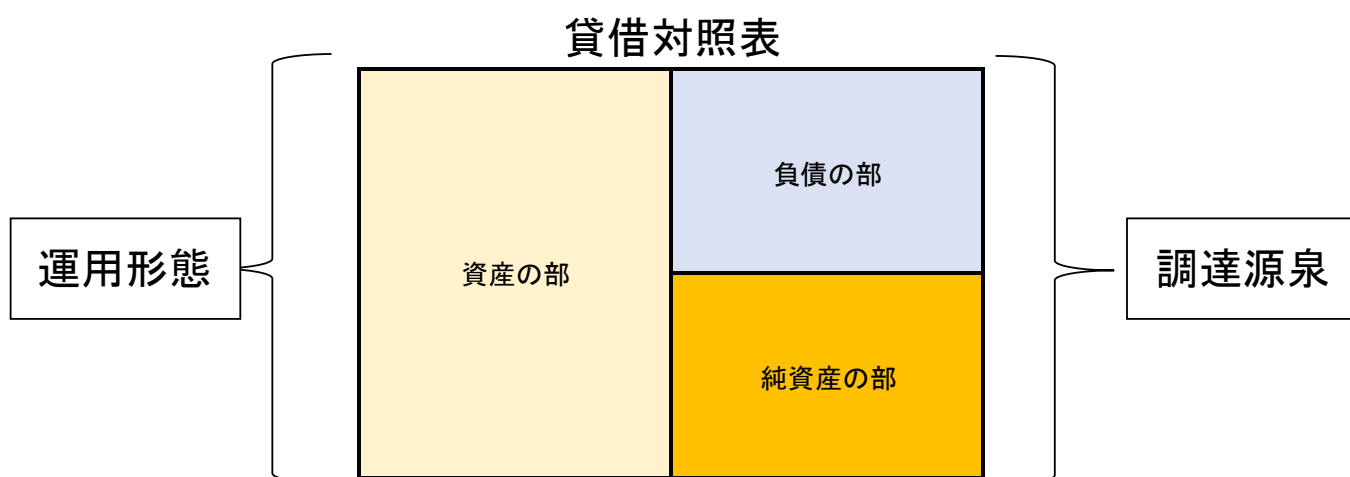 貸借対照表
運用形態
資産の部
負債の部
純資産の部
調達源泉